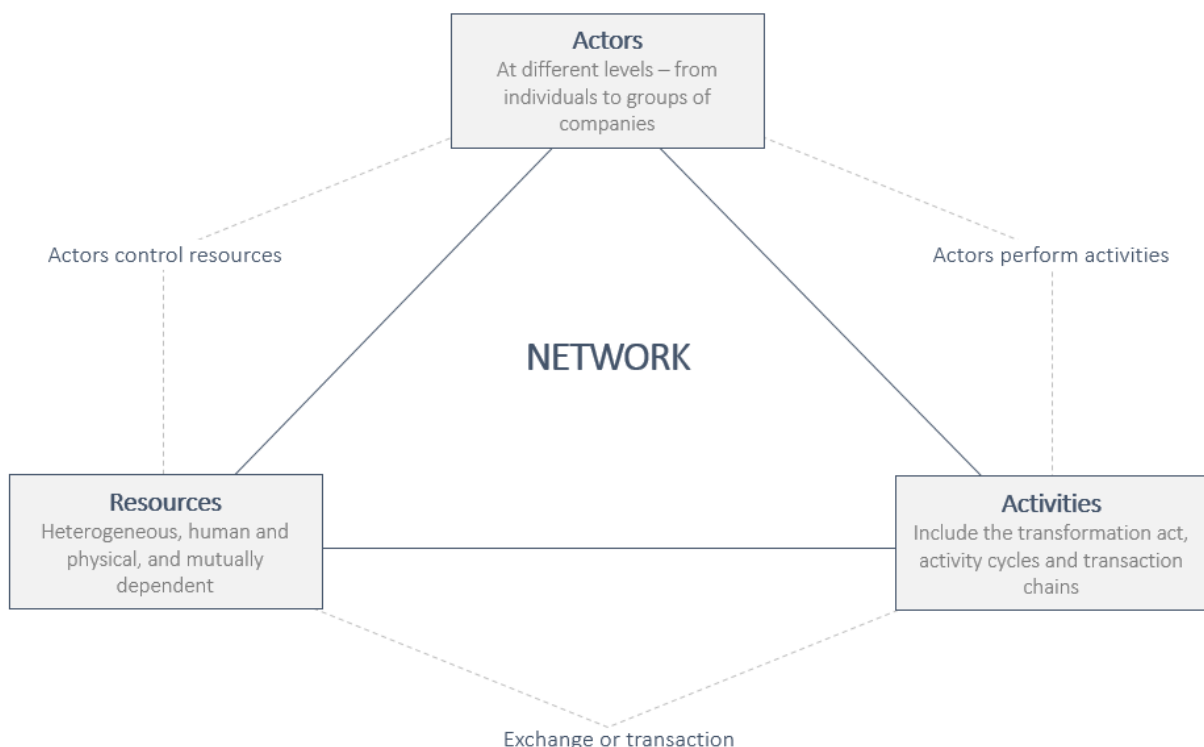 Actors
At different levels – from
individuals to groups of
companies
Actors control resources
Actors perform activities
NETWORK
Resources
Heterogeneous, human and
physical, and mutually
dependent
Activities
Include the transformation act,
activity cycles and transaction
chains
Exchange or transaction